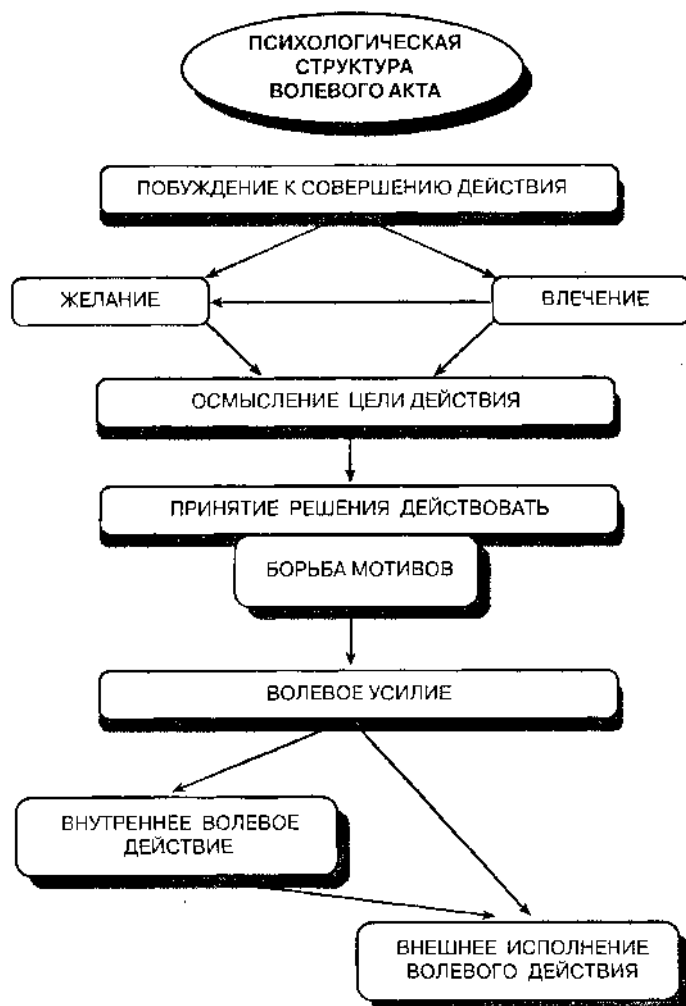 ПСИХОЛОГИЧЕСКАЯ
СТРУКТУРА
ВОЛЕВОГО АКТА
ПОБУЖДЕНИЕ К СОВЕРШЕНИЮ ДЕЙСТВИЯ
ЖЕЛАНИЕ
ВЛЕЧЕНИЕ
ОСМЫСЛЕНИЕ ЦЕЛИ ДЕЙСТВИЯ
ПРИНЯТИЕ РЕШЕНИЯ ДЕЙСТВОВАТЬ
БОРЬБА МОТИВОВ
ВОЛЕВОЕ УСИЛИЕ
ВНУТРЕННЕЕ ВОЛЕВОЕ
ДЕЙСТВИЕ
ВНЕШНЕЕ ИСПОЛНЕНИЕ
ВОЛЕВОГО ДЕЙСТВИЯ